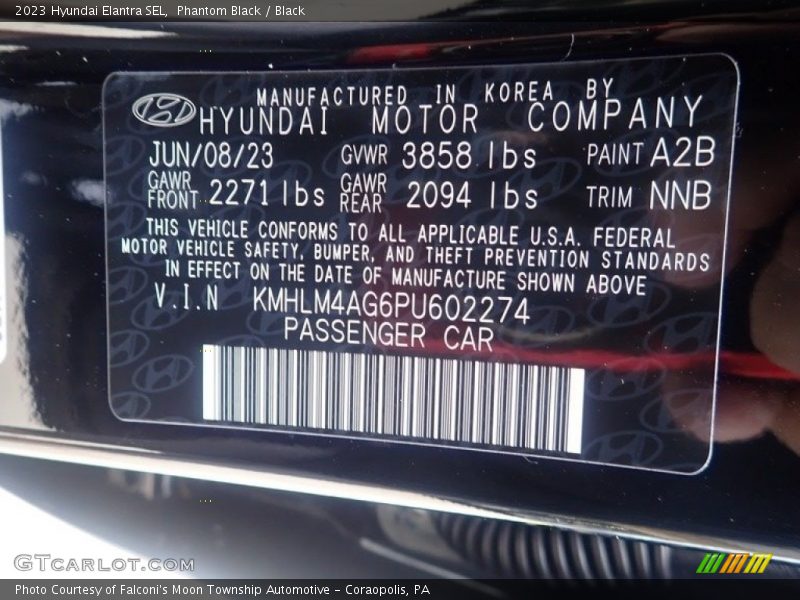 2023 Hyundai Elantra SEL, Phantom Black / Black
MANUFACTURED IN KOREA BY
HYUNDAI MOTOR COMPANY
JUN/08/23 GVWR 3858 lbs PAINT A2B
GAWR FRONT 2271 lbs GAWR REAR 2094 lbs TRIM NNB
THIS VEHICLE CONFORMS TO ALL APPLICABLE U.S.A. FEDERAL
MOTOR VEHICLE SAFETY, BUMPER, AND THEFT PREVENTION STANDARDS
IN EFFECT ON THE DATE OF MANUFACTURE SHOWN ABOVE
V.I.N KMHLM4AG6PU602274
PASSENGER CAR
GTCARLOT.COM
Photo Courtesy of Falconi's Moon Township Automotive - Coraopolis, PA